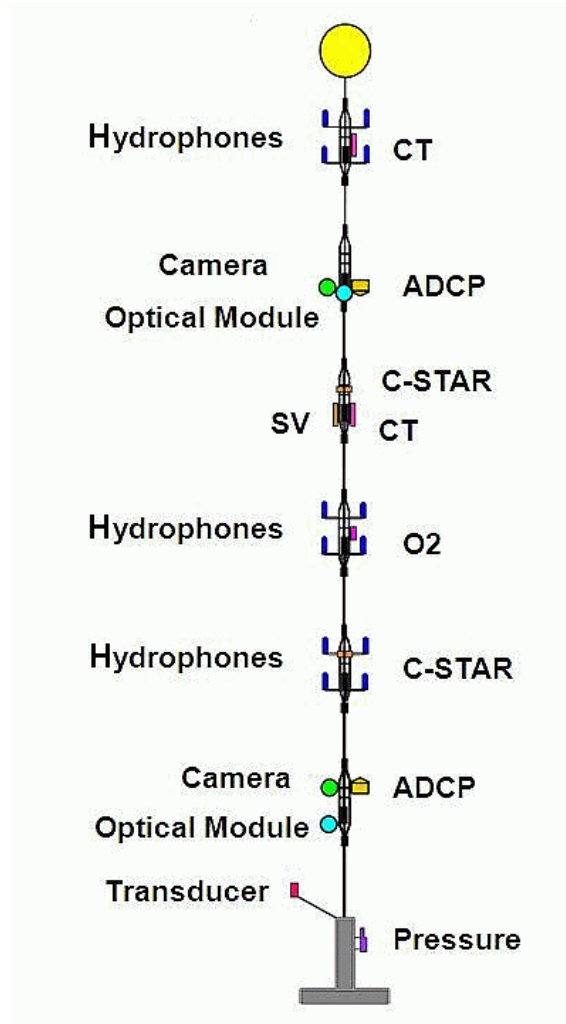 Hydrophones
CT
Camera
ADCP
Optical Module
C-STAR
SV
CT
Hydrophones
O2
Hydrophones
C-STAR
Camera
ADCP
Optical Module
Transducer
Pressure